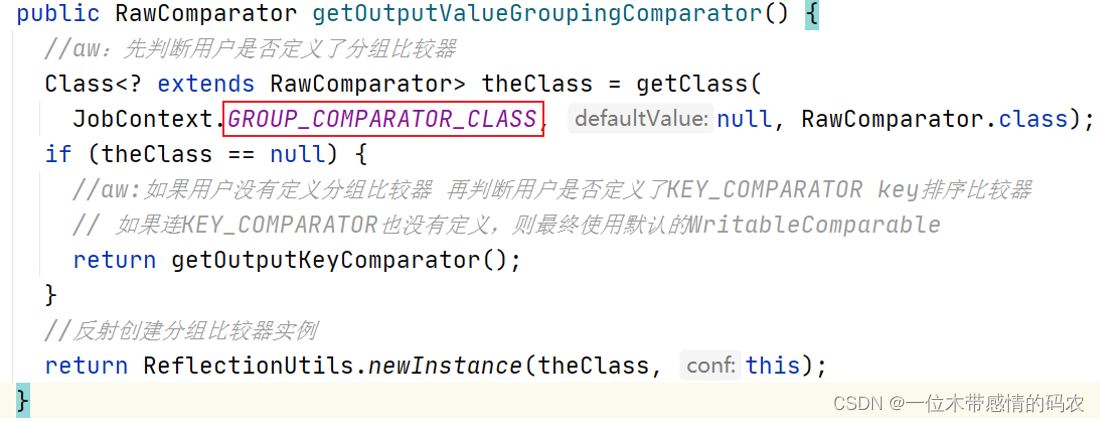 public RawComparator getOutputValueGroupingComparator() {
//aw：先判断用户是否定义了分组比较器
Class<? extends RawComparator> theClass = getClass(
JobContext.GROUP_COMPARATOR_CLASS, defaultValue: null, RawComparator.class);
if (theClass == null) {
//aw:如果用户没有定义分组比较器 再判断用户是否定义了KEY_COMPARATOR key排序比较器
// 如果连KEY_COMPARATOR也没有定义，则最终使用默认的WritableComparable
return getOutputKeyComparator();
}
//反射创建分组比较器实例
return ReflectionUtils.newInstance(theClass, conf: this);
}
CSDN @一位木带感情的码农